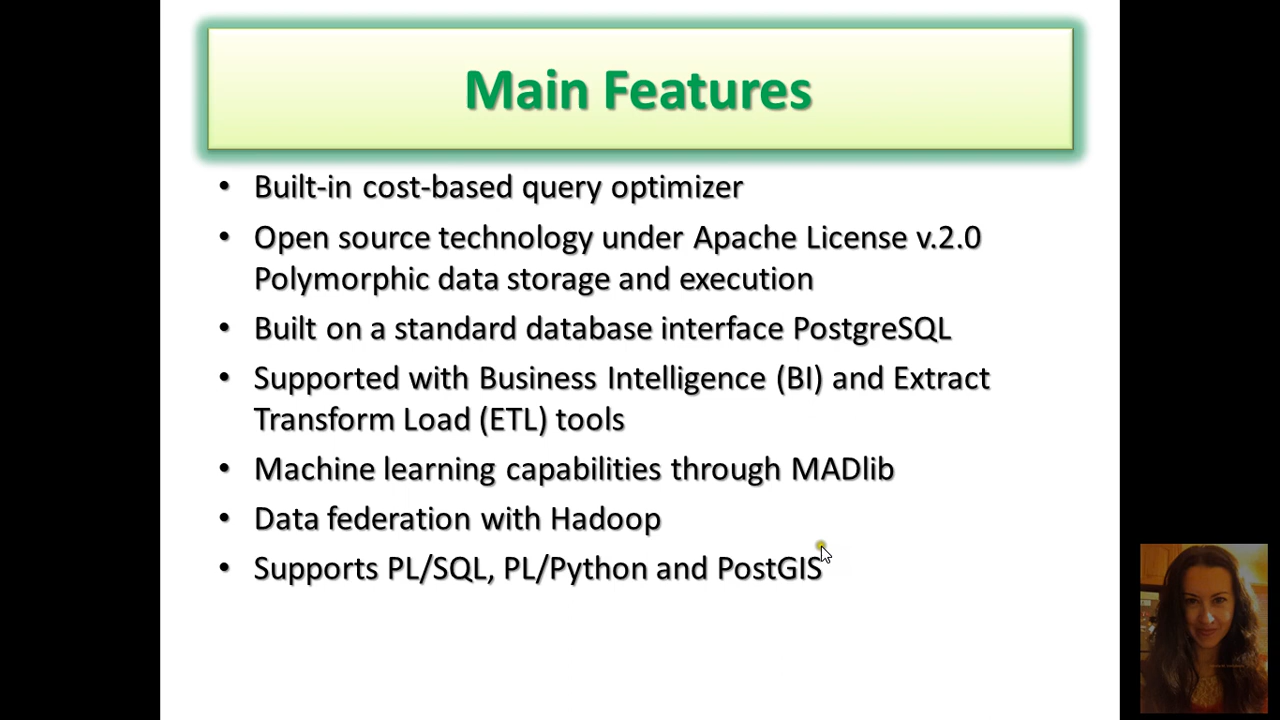 Main Features
• Built-in cost-based query optimizer
• Open source technology under Apache License v.2.0
Polymorphic data storage and execution
• Built on a standard database interface PostgreSQL
• Supported with Business Intelligence (BI) and Extract
Transform Load (ETL) tools
• Machine learning capabilities through MADlib
• Data federation with Hadoop
• Supports PL/SQL, PL/Python and PostGIS